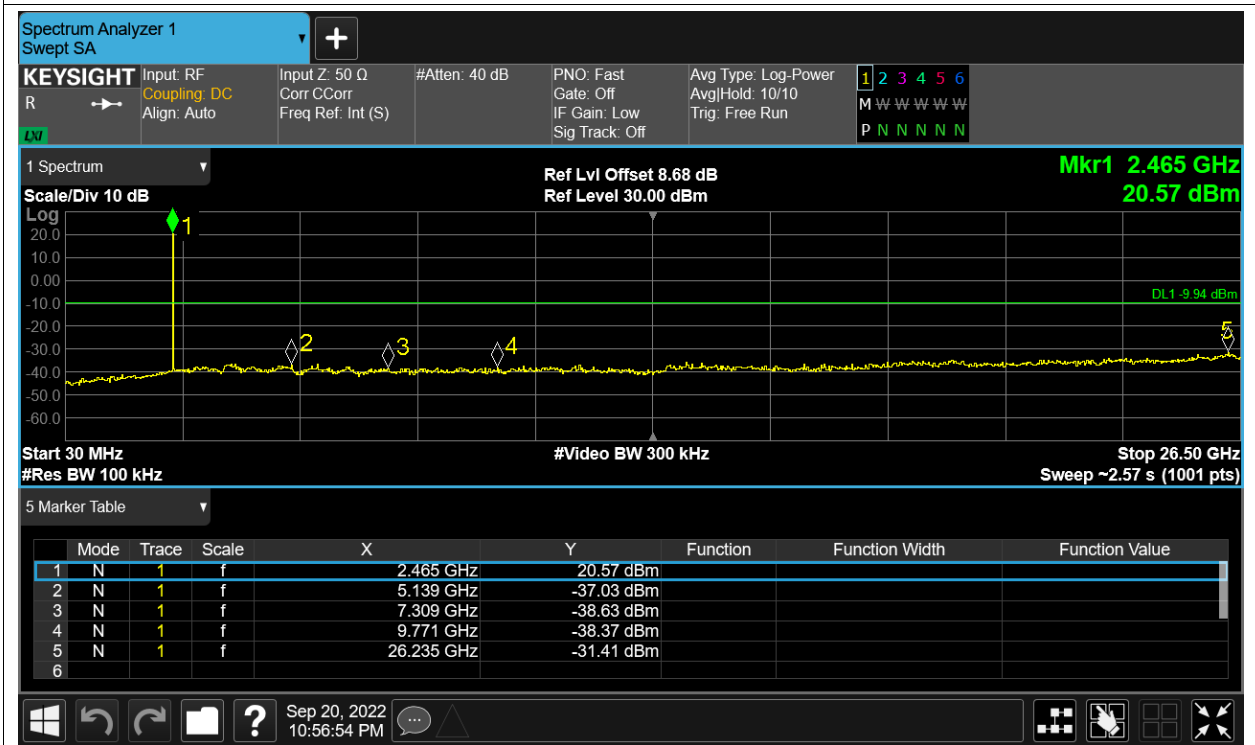 Spectrum Analyzer 1
Swept SA
KEYSIGHT Input: RF Input Z: 50 Ω #Atten: 40 dB PNO: Fast Avg Type: Log-Power 1 2 3 4 5 6
R Coupling: DC Corr CCorr Gate: Off Avg|Hold: 10/10 M W W W W W W
Align: Auto Freq Ref: Int (S) IF Gain: Low Trig: Free Run
LXI Sig Track: Off P N N N N N N
1 Spectrum Ref Lvl Offset 8.68 dB Mkr1 2.465 GHz
Scale/Div 10 dB Ref Level 30.00 dBm 20.57 dBm
Log
1
20.0
10.0
0.00
-10.0 DL1 -9.94 dBm
-20.0
2 3 4 5
-30.0
-40.0
-50.0
-60.0
Start 30 MHz #Video BW 300 kHz Stop 26.50 GHz
#Res BW 100 kHz Sweep ~2.57 s (1001 pts)
5 Marker Table
Mode Trace Scale X Y Function Function Width Function Value
1 N 1 f 2.465 GHz 20.57 dBm
2 N 1 f 5.139 GHz -37.03 dBm
3 N 1 f 7.309 GHz -38.63 dBm
4 N 1 f 9.771 GHz -38.37 dBm
5 N 1 f 26.235 GHz -31.41 dBm
6
? Sep 20, 2022
10:56:54 PM